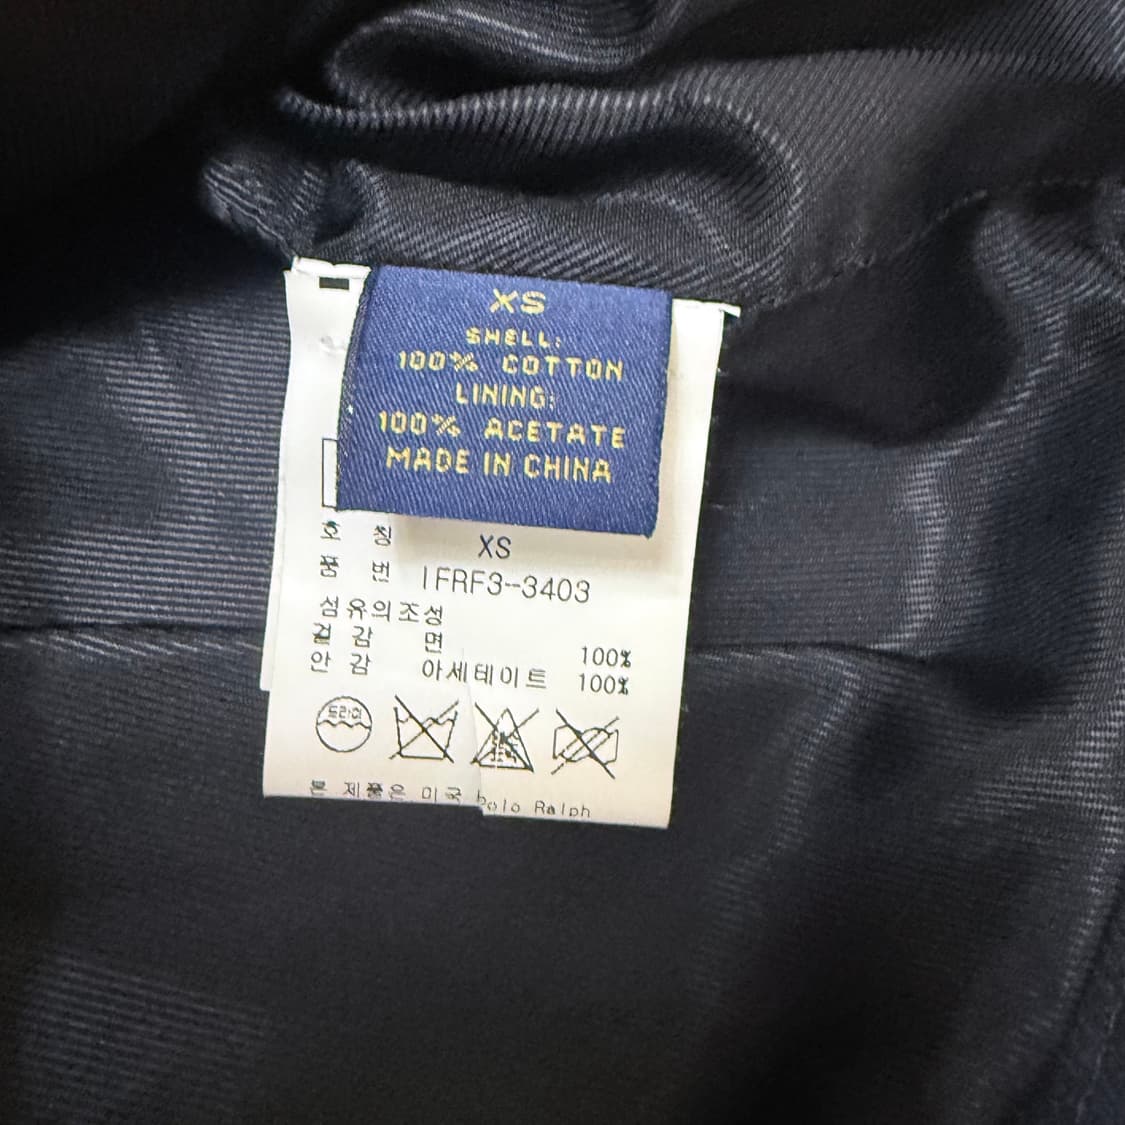 XS
SHELL:
100% COTTON
LINING:
100% ACETATE
MADE IN CHINA
호 칭 XS
품 번 IFRF3-3403
섬유의조성
겉 감 면 100%
안 감 아세테이트 100%
드라이
본 제품은 미국 Polo Ralph